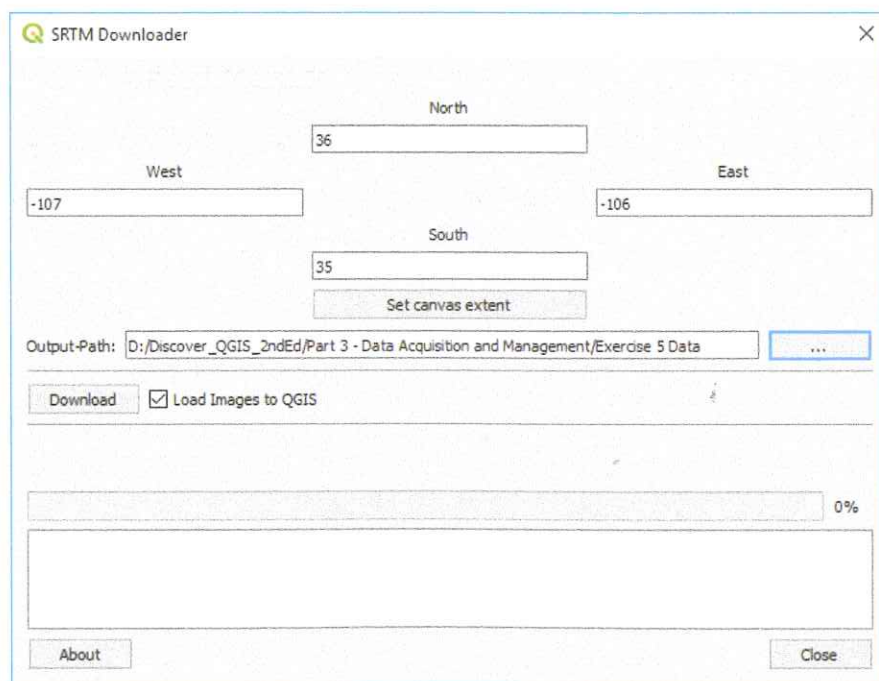 SRTM Downloader
North
36
West
East
-107
-106
South
35
Set canvas extent
Output-Path: D:/Discover_QGIS_2ndEd/Part 3 - Data Acquisition and Management/Exercise 5 Data ...
Download Load Images to QGIS
0%
About Close